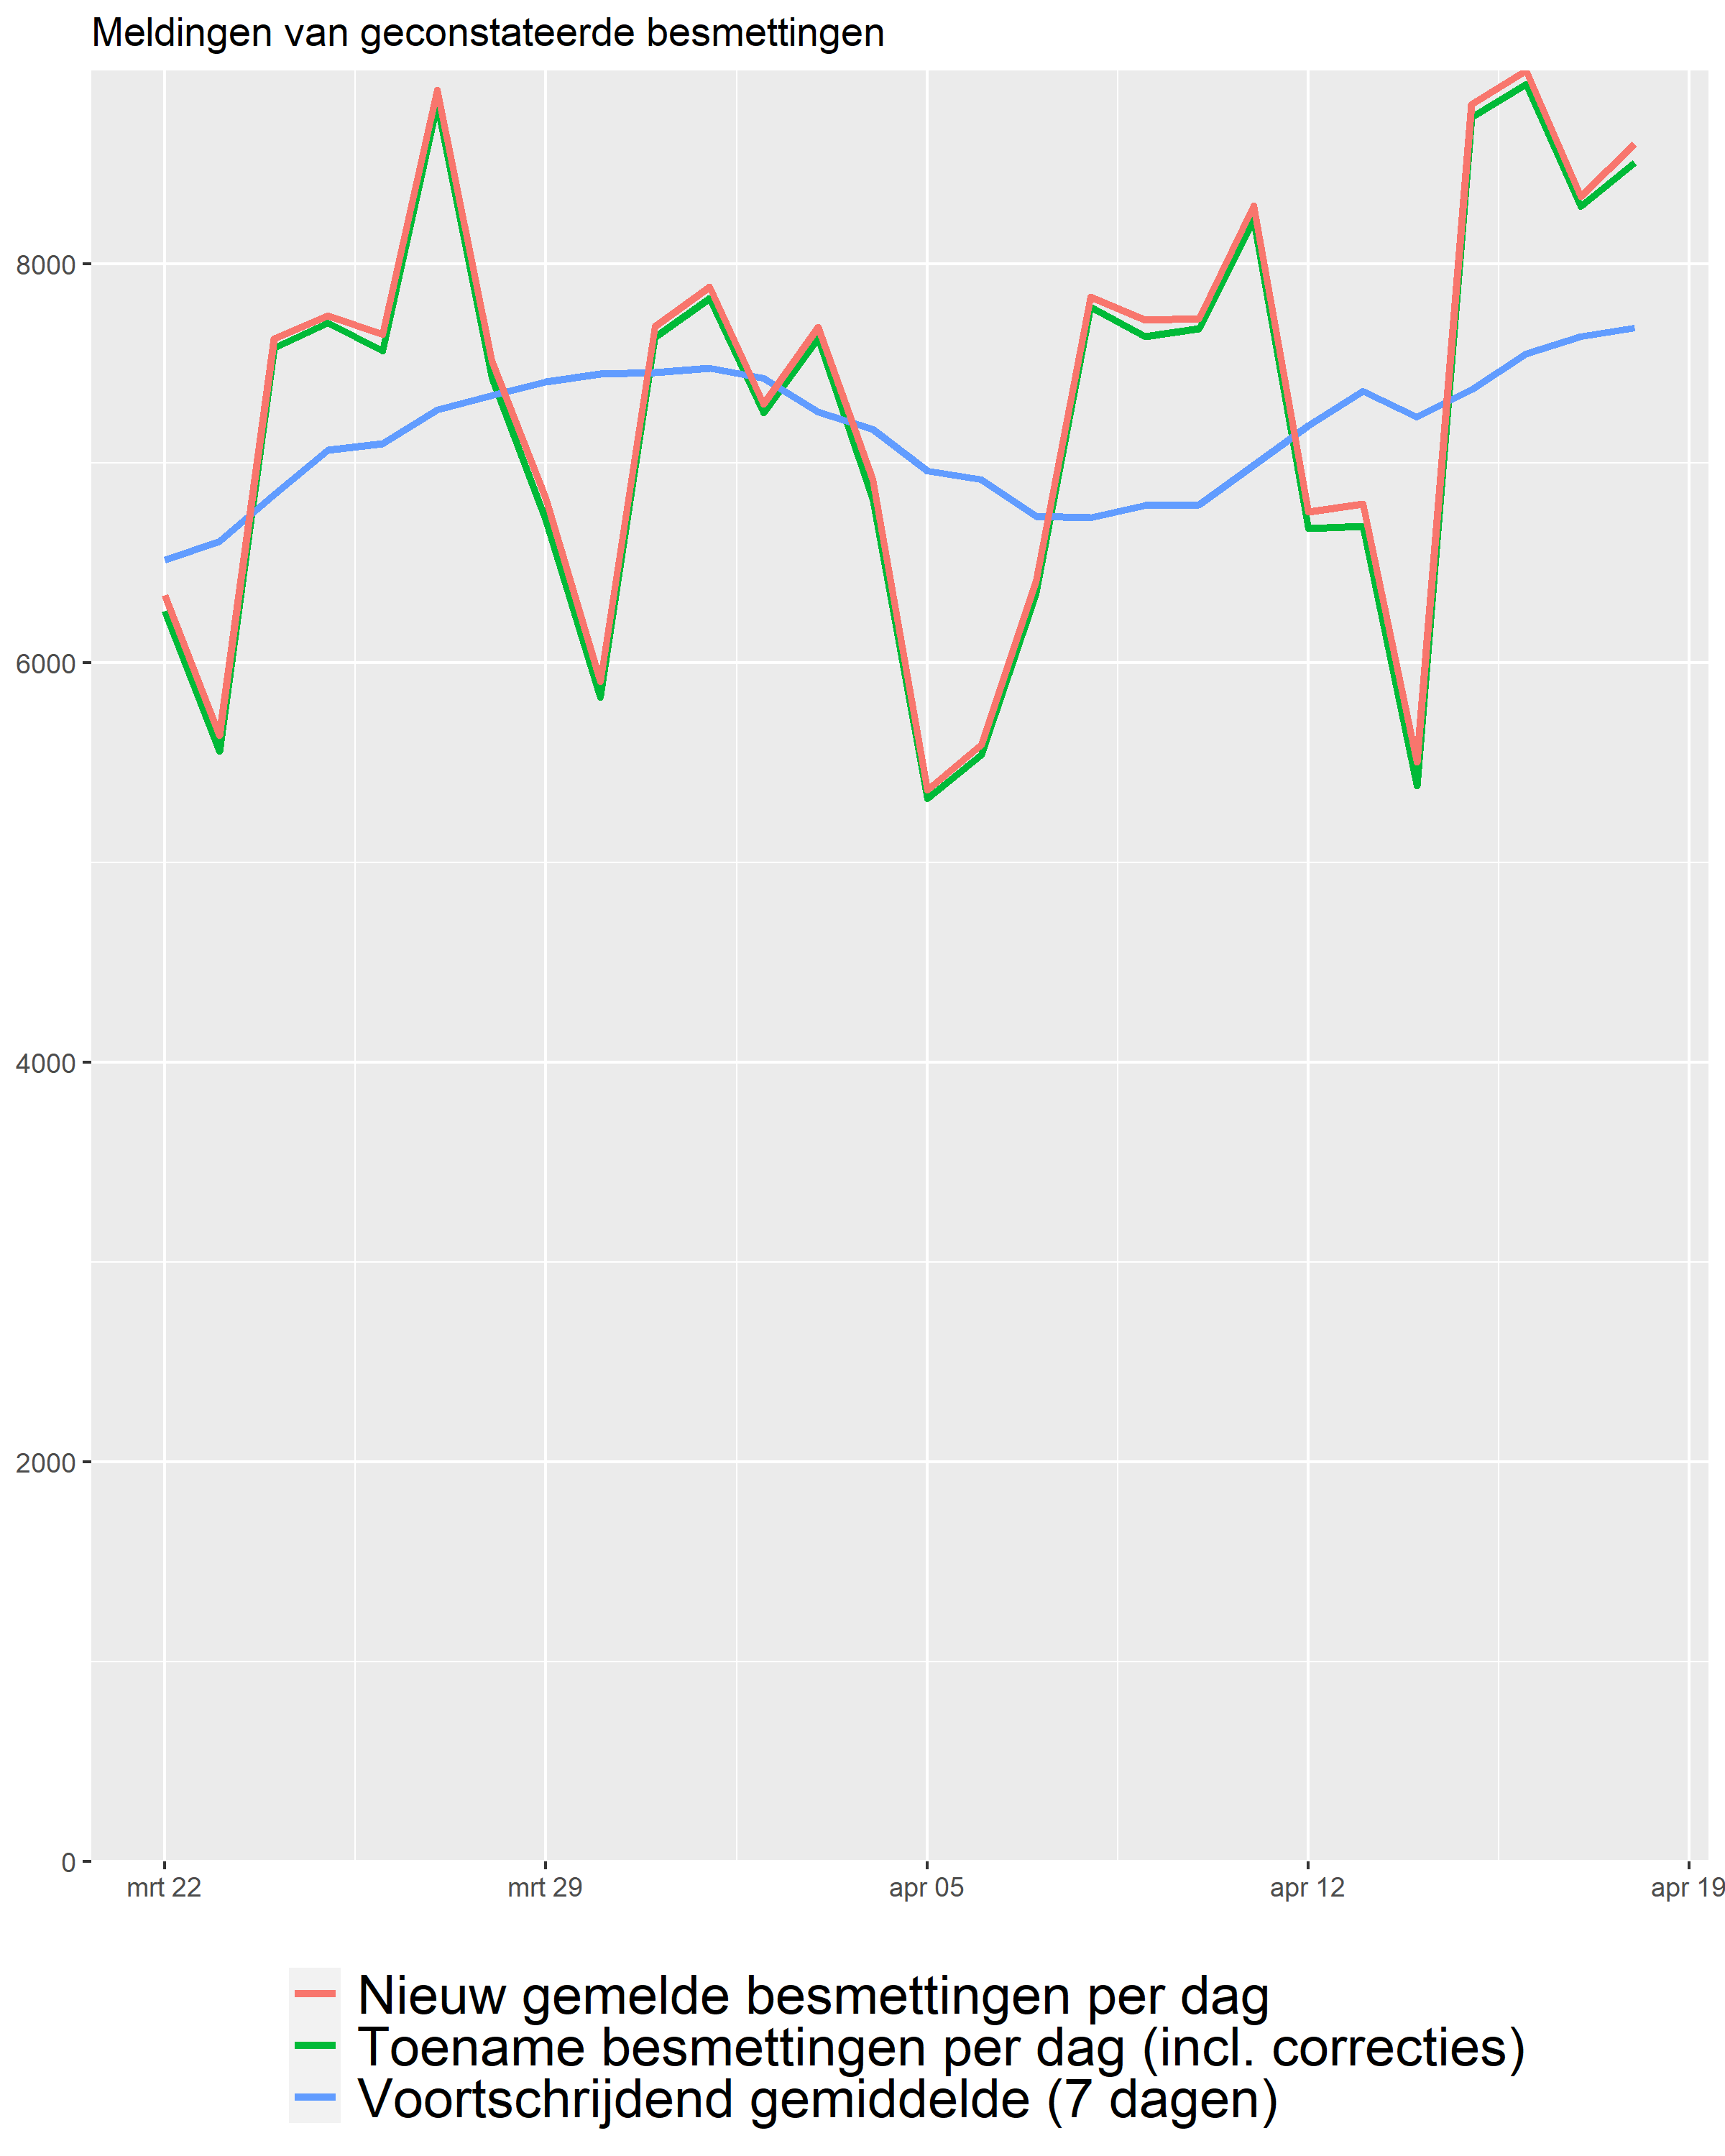 Meldingen van geconstateerde besmettingen
8000
6000
4000
2000
0
mrt 22
mrt 29
apr 05
apr 12
apr 19
Nieuw gemelde besmettingen per dag
Toename besmettingen per dag (incl. correcties)
Voortschrijdend gemiddelde (7 dagen)